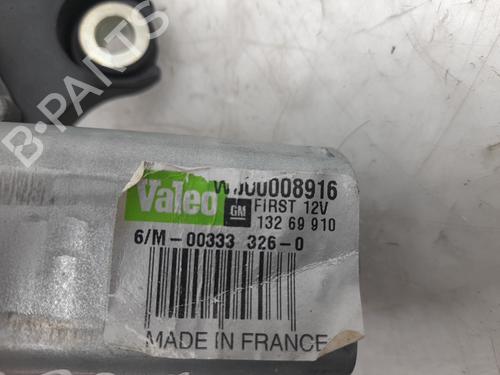 B-PARTS
Valeo W000008916
GM FIRST 12V
132 69 910
6/M-00333 326-0
MADE IN FRANCE